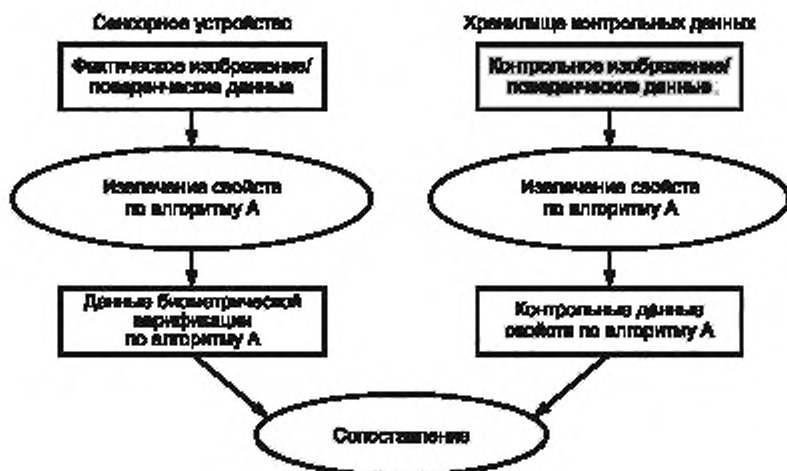 Сенсорное устройство
Фактическое изображение/
поведенческие данные
Извлечение свойств
по алгоритму А
Данные биометрической
верификации
по алгоритму А
Хранилище контрольных данных
Контрольное изображение/
поведенческие данные
Извлечение свойств
по алгоритму А
Контрольные данные
свойств по алгоритму А
Сопоставление